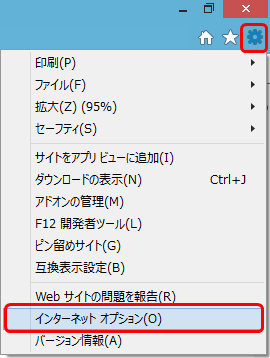 印刷(P)
ファイル(F)
拡大(Z) (95%)
セーフティ(S)
サイトをアプリ ビューに追加(I)
ダウンロードの表示(N) Ctrl+J
アドオンの管理(M)
F12 開発者ツール(L)
ピン留めサイト(G)
互換表示設定(B)
Web サイトの問題を報告(R)
インターネット オプション(O)
バージョン情報(A)